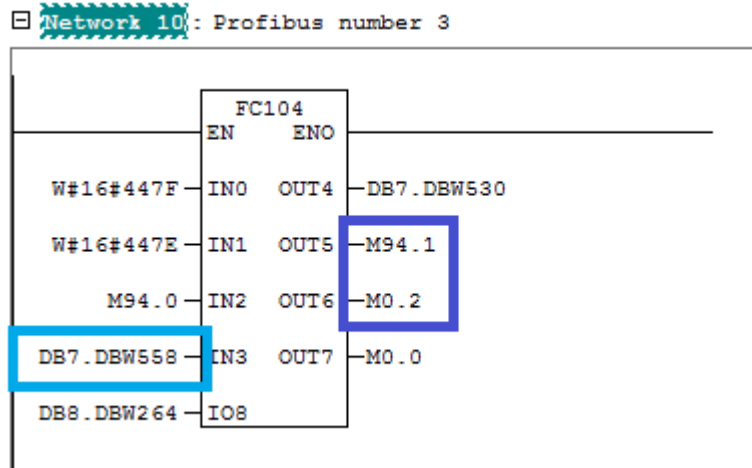 Network 10: Profibus number 3
FC104
EN ENO
W#16#447F IN0 OUT4 DB7.DBW530
W#16#447E IN1 OUT5 M94.1
M94.0 IN2 OUT6 M0.2
DB7.DBW558 IN3 OUT7 M0.0
DB8.DBW264 IO8